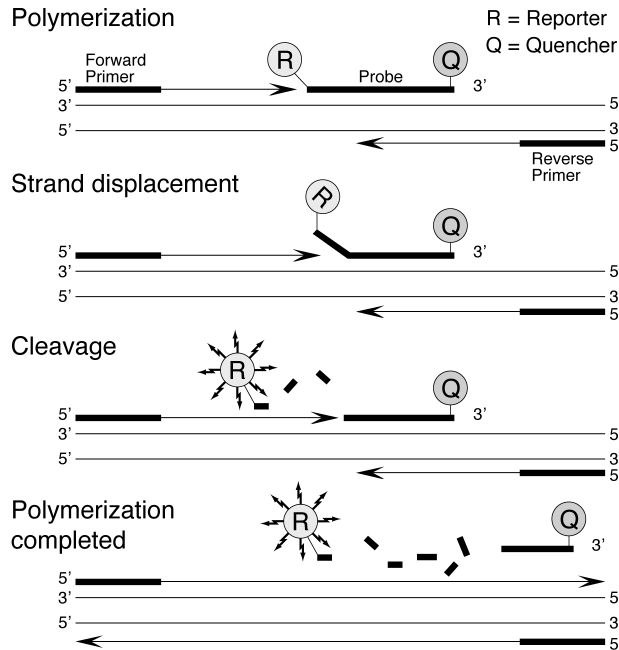 Polymerization
R = Reporter
Q = Quencher
Forward
Primer
R
Probe
Q
5’
3’
3’
5
5’
3
5
Reverse
Primer
Strand displacement
R
Q
5’
3’
3’
5
5’
3
5
Cleavage
R
Q
5’
3’
3’
5
5’
3
5
Polymerization
completed
R
Q
3’
5’
3’
5
5’
3
5